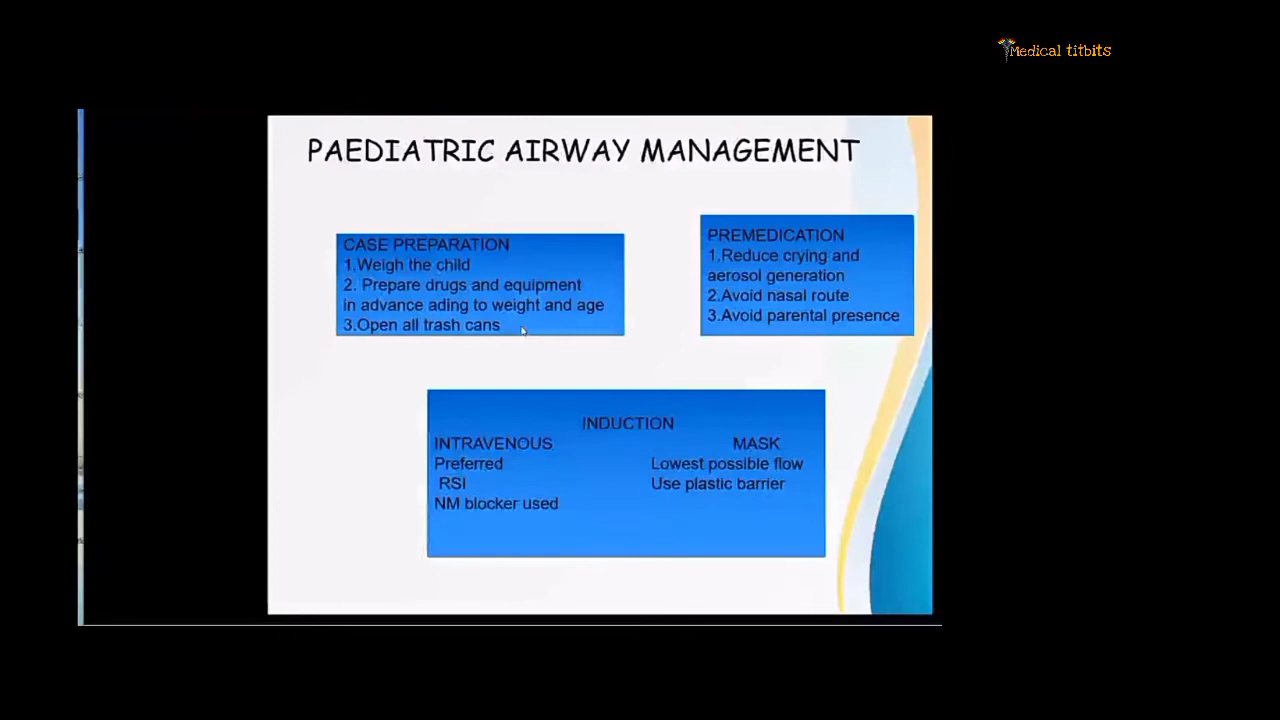 Medical titbits
PAEDIATRIC AIRWAY MANAGEMENT
CASE PREPARATION
1.Weigh the child
2. Prepare drugs and equipment
in advance ading to weight and age
3.Open all trash cans
PREMEDICATION
1.Reduce crying and
aerosol generation
2.Avoid nasal route
3.Avoid parental presence
INDUCTION
INTRAVENOUS MASK
Preferred Lowest possible flow
RSI Use plastic barrier
NM blocker used